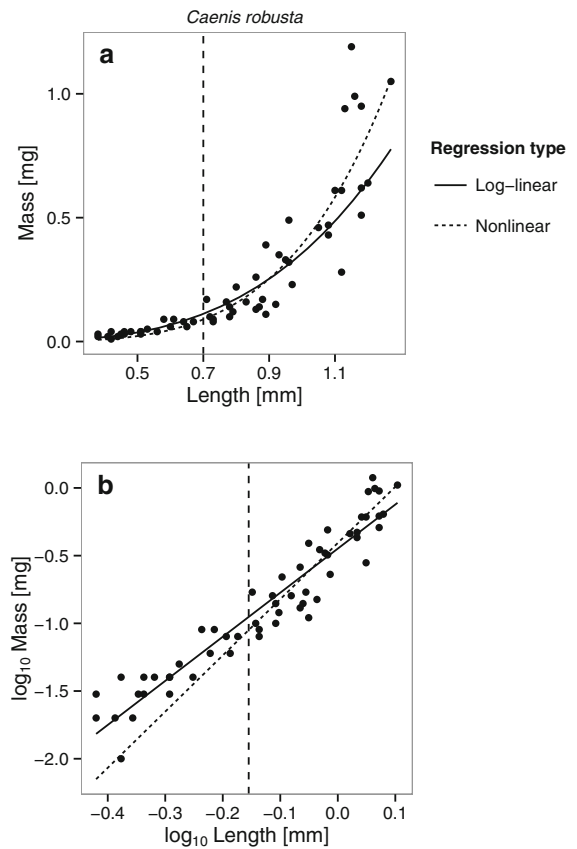 Caenis robusta
a
1.0
0.5
0.0
Mass [mg]
0.5 0.7 0.9 1.1
Length [mm]
Regression type
Log−linear
Nonlinear
b
0.0
−0.5
−1.0
−1.5
−2.0
log₁₀ Mass [mg]
−0.4 −0.3 −0.2 −0.1 0.0 0.1
log₁₀ Length [mm]